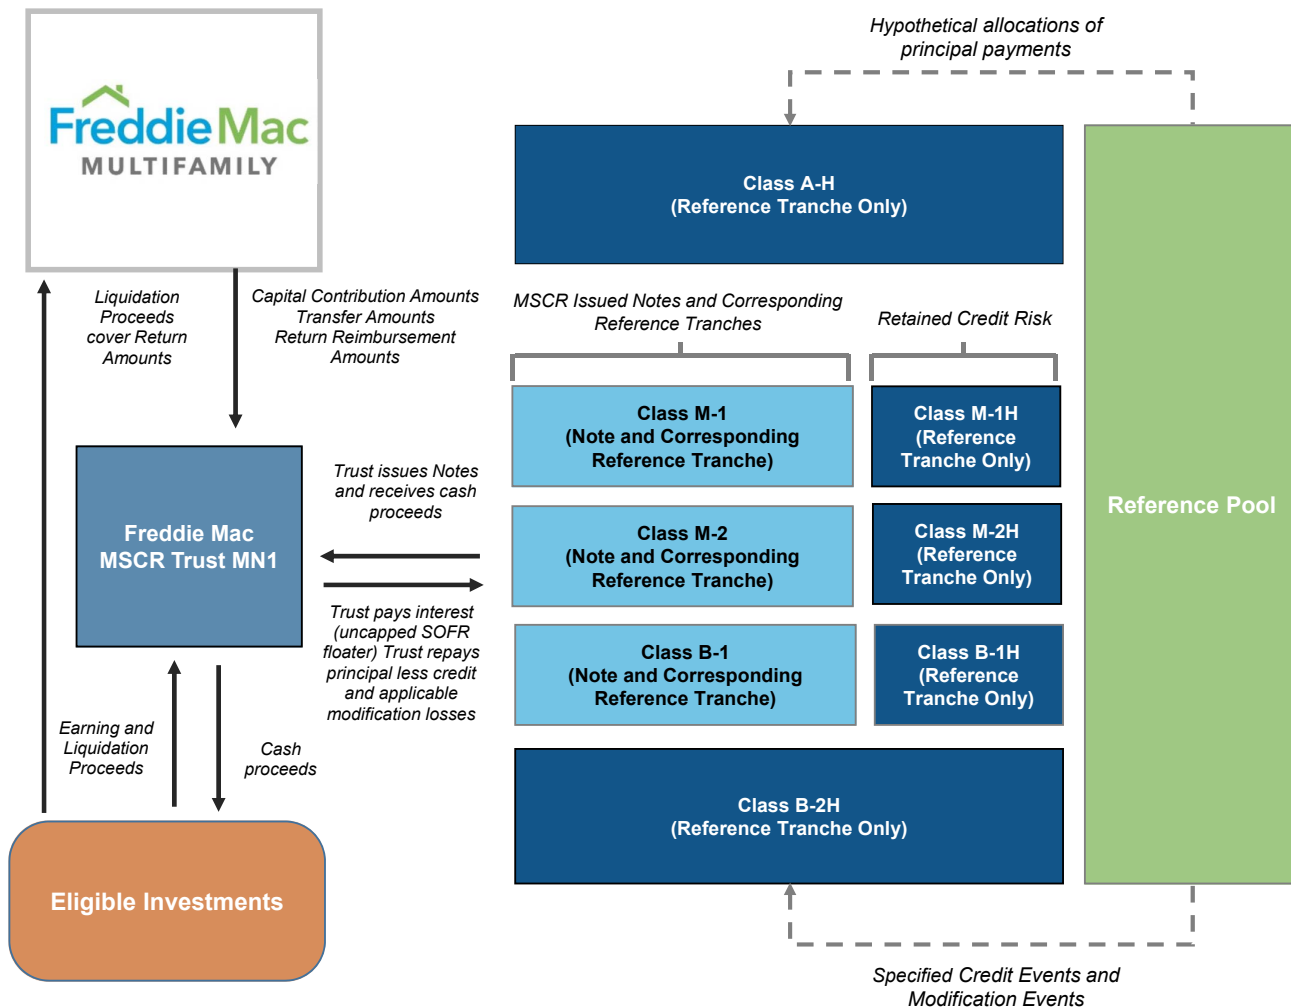 Freddie Mac
MULTIFAMILY
Hypothetical allocations of
principal payments
Class A-H
(Reference Tranche Only)
Liquidation
Proceeds
cover Return
Amounts
Capital Contribution Amounts
Transfer Amounts
Return Reimbursement
Amounts
MSCR Issued Notes and Corresponding
Reference Tranches
Retained Credit Risk
Class M-1
(Note and Corresponding
Reference Tranche)
Class M-1H
(Reference
Tranche Only)
Freddie Mac
MSCR Trust MN1
Trust issues Notes
and receives cash
proceeds
Class M-2
(Note and Corresponding
Reference Tranche)
Class M-2H
(Reference
Tranche Only)
Reference Pool
Trust pays interest
(uncapped SOFR
floater) Trust repays
principal less credit
and applicable
modification losses
Class B-1
(Note and Corresponding
Reference Tranche)
Class B-1H
(Reference
Tranche Only)
Earning and
Liquidation
Proceeds
Cash
proceeds
Class B-2H
(Reference Tranche Only)
Eligible Investments
Specified Credit Events and
Modification Events